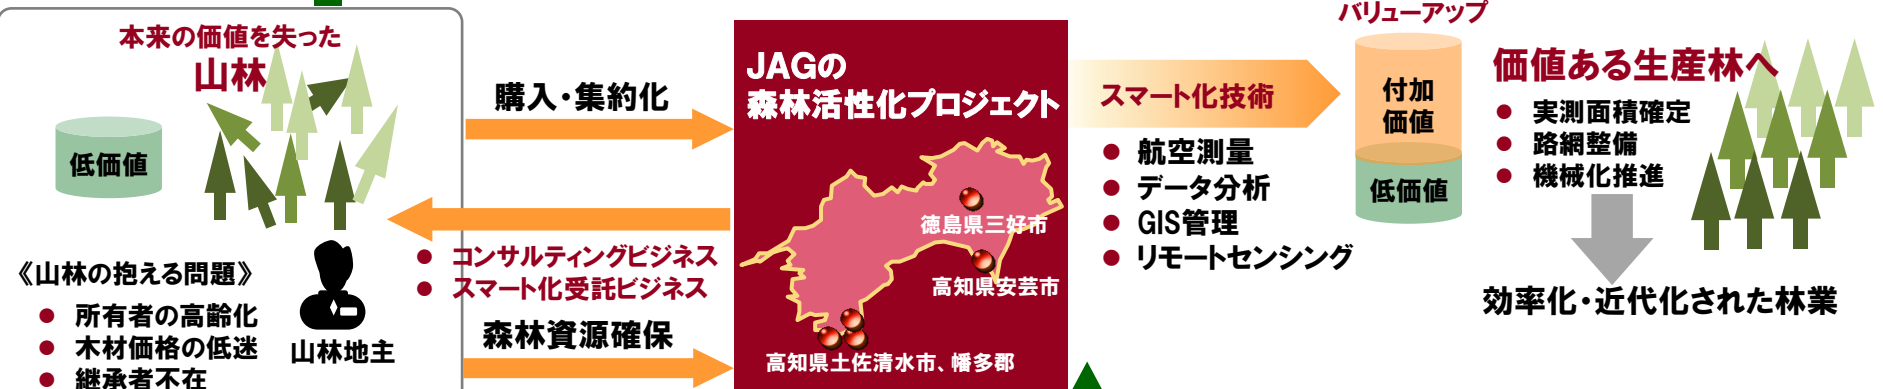 本来の価値を失った
山林
低価値
《山林の抱える問題》
● 所有者の高齢化
● 木材価格の低迷
● 継承者不在
山林地主
購入・集約化
● コンサルティングビジネス
● スマート化受託ビジネス
森林資源確保
JAGの
森林活性化プロジェクト
徳島県三好市
高知県安芸市
高知県土佐清水市、幡多郡
スマート化技術
● 航空測量
● データ分析
● GIS管理
● リモートセンシング
バリューアップ
付加
価値
低価値
価値ある生産林へ
● 実測面積確定
● 路網整備
● 機械化推進
効率化・近代化された林業